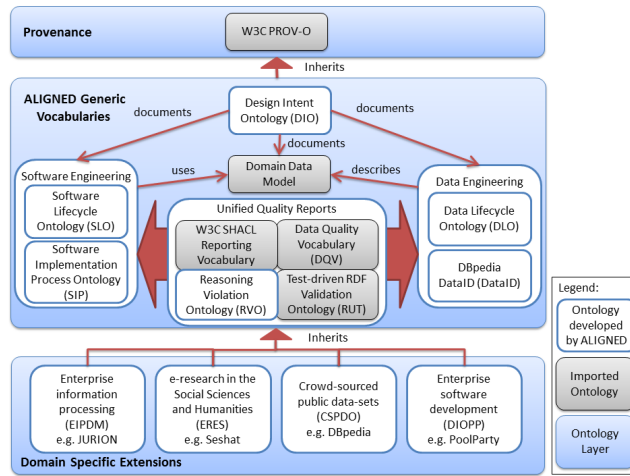 Provenance
W3C PROV-O
Inherits
ALIGNED Generic
Vocabularies
Design Intent
Ontology (DIO)
documents
documents
documents
Domain Data
Model
uses
describes
Software Engineering
Software
Lifecycle
Ontology (SLO)
Software
Implementation
Process Ontology
(SIP)
Unified Quality Reports
W3C SHACL
Reporting
Vocabulary
Data Quality
Vocabulary
(DQV)
Reasoning
Violation
Ontology (RVO)
Test-driven RDF
Validation
Ontology (RUT)
Data Engineering
Data Lifecycle
Ontology (DLO)
DBpedia
DataID (DataID)
Inherits
Enterprise
information
processing
(EIPDM)
e.g. JURION
e-research in the
Social Sciences
and Humanities
(ERES)
e.g. Seshat
Crowd-sourced
public data-sets
(CSPDO)
e.g. DBpedia
Enterprise
software
development
(DIOPP)
e.g. PoolParty
Domain Specific Extensions
Legend:
Ontology
developed
by ALIGNED
Imported
Ontology
Ontology
Layer